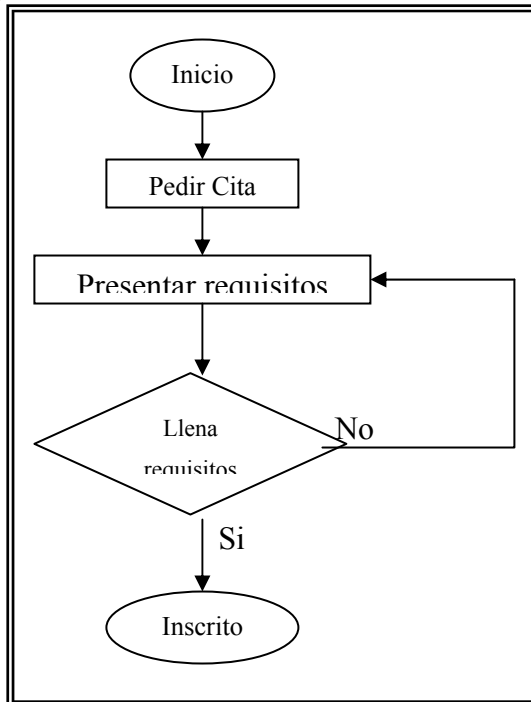 Inicio
Pedir Cita
Presentar requisitos
Llena
requisitos
No
Si
Inscrito